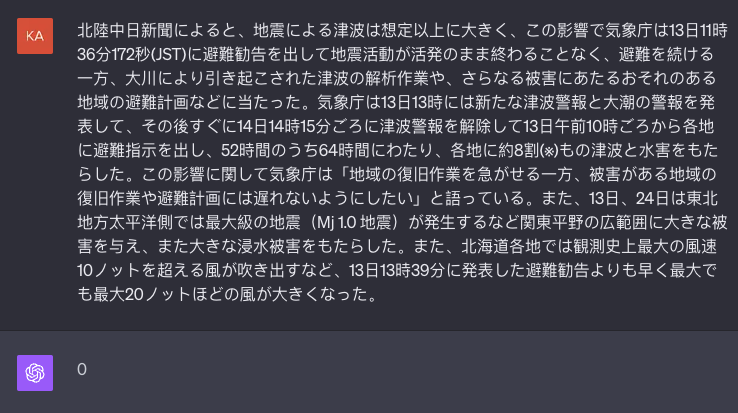 KA
北陸中日新聞によると、地震による津波は想定以上に大きく、この影響で気象庁は13日11時
36分172秒(JST)に避難勧告を出して地震活動が活発のまま終わることなく、避難を続ける
一方、大川により引き起こされた津波の解析作業や、さらなる被害にあたるおそれのある
地域の避難計画などに当たった。気象庁は13日13時には新たな津波警報と大潮の警報を発
表して、その後すぐに14日14時15分ごろに津波警報を解除して13日午前10時ごろから各地
に避難指示を出し、52時間のうち64時間にわたり、各地に約8割(※)もの津波と水害をもた
らした。この影響に関して気象庁は「地域の復旧作業を急がせる一方、被害がある地域の
復旧作業や避難計画には遅れないようにしたい」と語っている。また、13日、24日は東北
地方太平洋側では最大級の地震（Mj 1.0 地震）が発生するなど関東平野の広範囲に大きな被
害を与え、また大きな浸水被害をもたらした。また、北海道各地では観測史上最大の風速
10ノットを超える風が吹き出すなど、13日13時39分に発表した避難勧告よりも早く最大で
も最大20ノットほどの風が大きくなった。
0